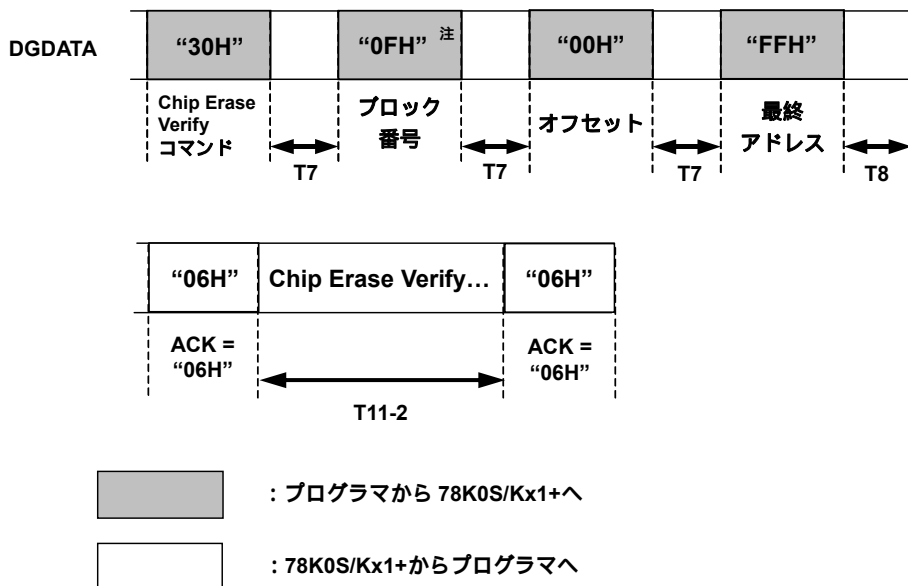 DGDATA “30H” “0FH” 注 “00H” “FFH”
Chip Erase
Verify
コマンド
ブロック
番号
オフセット
最終
アドレス
T7 T7 T7 T8
“06H” Chip Erase Verify… “06H”
ACK =
“06H”
ACK =
“06H”
T11-2
：プログラマから 78K0S/Kx1+へ
：78K0S/Kx1+からプログラマへ